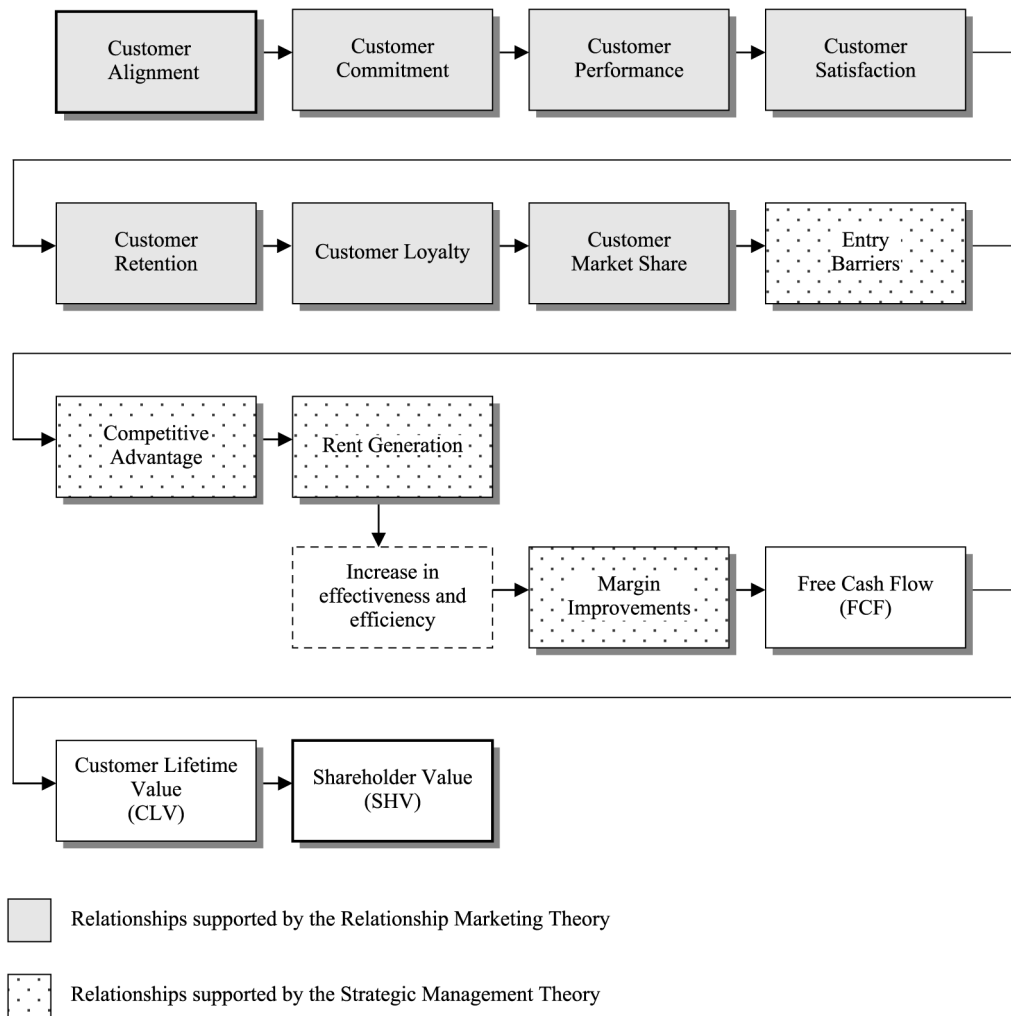 Customer
Alignment
Customer
Commitment
Customer
Performance
Customer
Satisfaction
Customer
Retention
Customer Loyalty
Customer
Market Share
Entry
Barriers
Competitive
Advantage
Rent Generation
Increase in
effectiveness and
efficiency
Margin
Improvements
Free Cash Flow
(FCF)
Customer Lifetime
Value
(CLV)
Shareholder Value
(SHV)
Relationships supported by the Relationship Marketing Theory
Relationships supported by the Strategic Management Theory